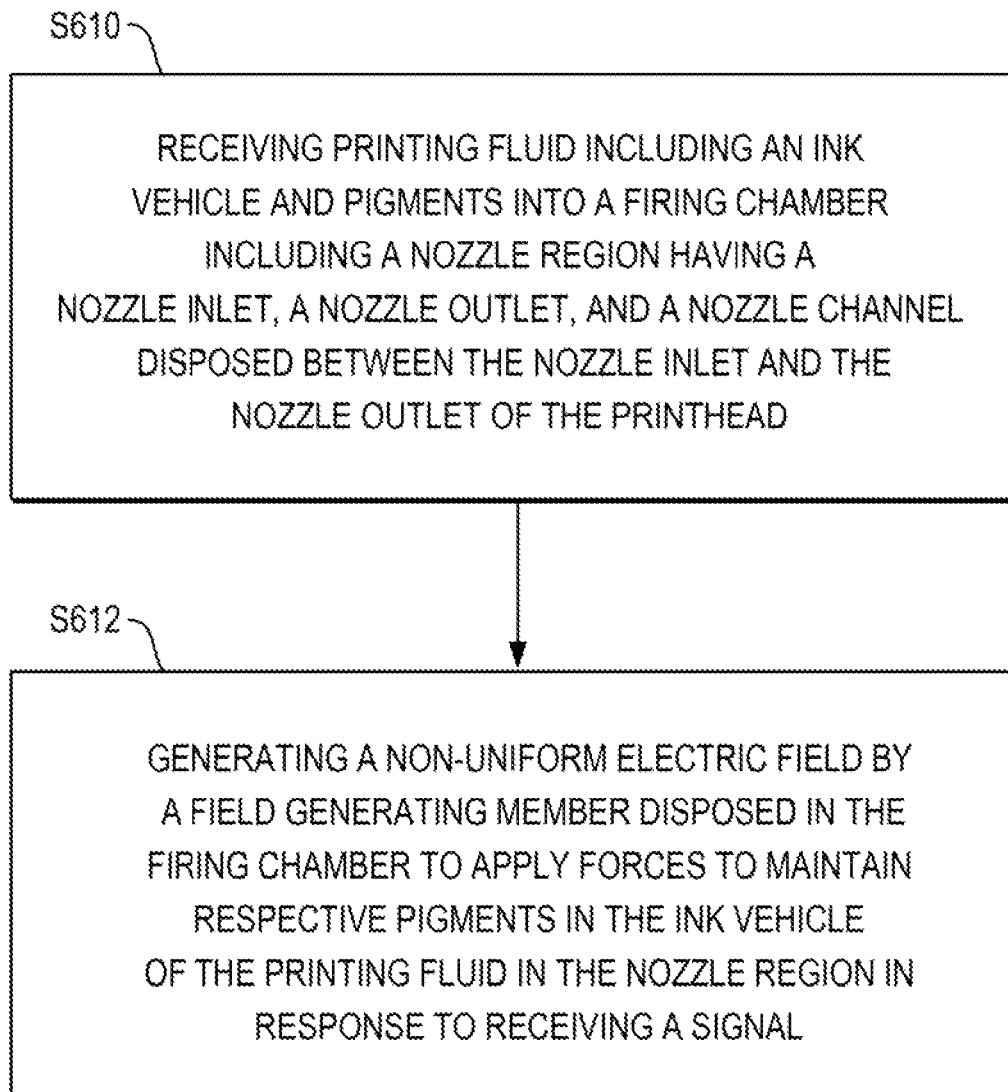 S610
RECEIVING PRINTING FLUID INCLUDING AN INK
VEHICLE AND PIGMENTS INTO A FIRING CHAMBER
INCLUDING A NOZZLE REGION HAVING A
NOZZLE INLET, A NOZZLE OUTLET, AND A NOZZLE CHANNEL
DISPOSED BETWEEN THE NOZZLE INLET AND THE
NOZZLE OUTLET OF THE PRINTHEAD
S612
GENERATING A NON-UNIFORM ELECTRIC FIELD BY
A FIELD GENERATING MEMBER DISPOSED IN THE
FIRING CHAMBER TO APPLY FORCES TO MAINTAIN
RESPECTIVE PIGMENTS IN THE INK VEHICLE
OF THE PRINTING FLUID IN THE NOZZLE REGION IN
RESPONSE TO RECEIVING A SIGNAL